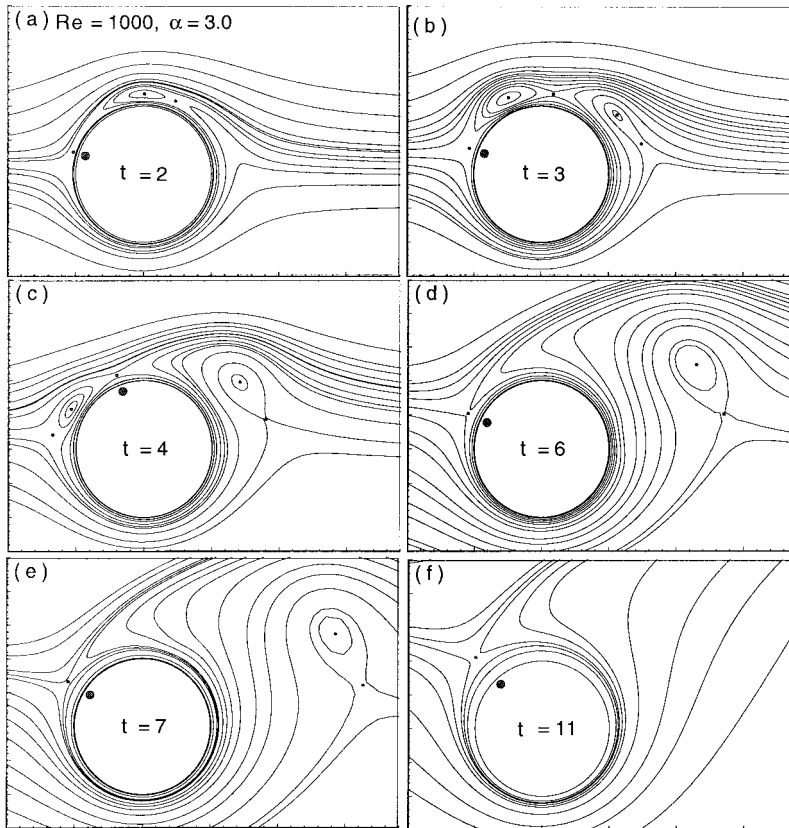 (a) Re = 1000, α = 3.0
t = 2
(b)
t = 3
(c)
t = 4
(d)
t = 6
(e)
t = 7
(f)
t = 11